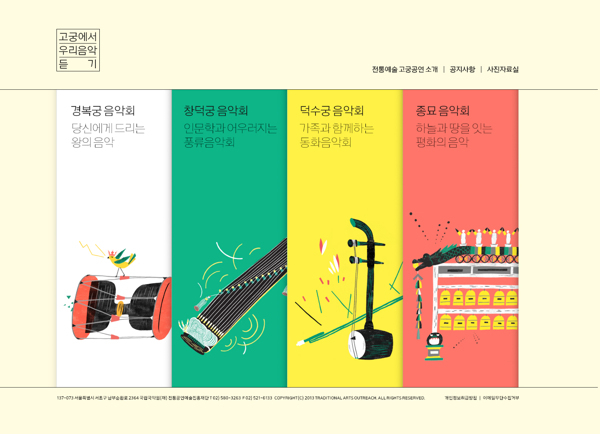 고궁에서
우리음악
듣 기
전통예술 고궁공연 소개 | 공지사항 | 사진자료실
경복궁 음악회
당신에게 드리는
왕의 음악
창덕궁 음악회
인문학과 어우러지는
풍류음악회
덕수궁 음악회
가족과 함께하는
동화음악회
종묘 음악회
하늘과 땅을 잇는
평화의 음악
137-073 서울특별시 서초구 남부순환로 2364 국립국악원(재) 전통공연예술진흥재단 T 02) 580-3263 F 02) 521-6133 COPYRIGHT(C) 2013 TRADITIONAL ARTS OUTREACH. ALL RIGHTS RESERVED.
개인정보취급방침 | 이메일무단수집거부